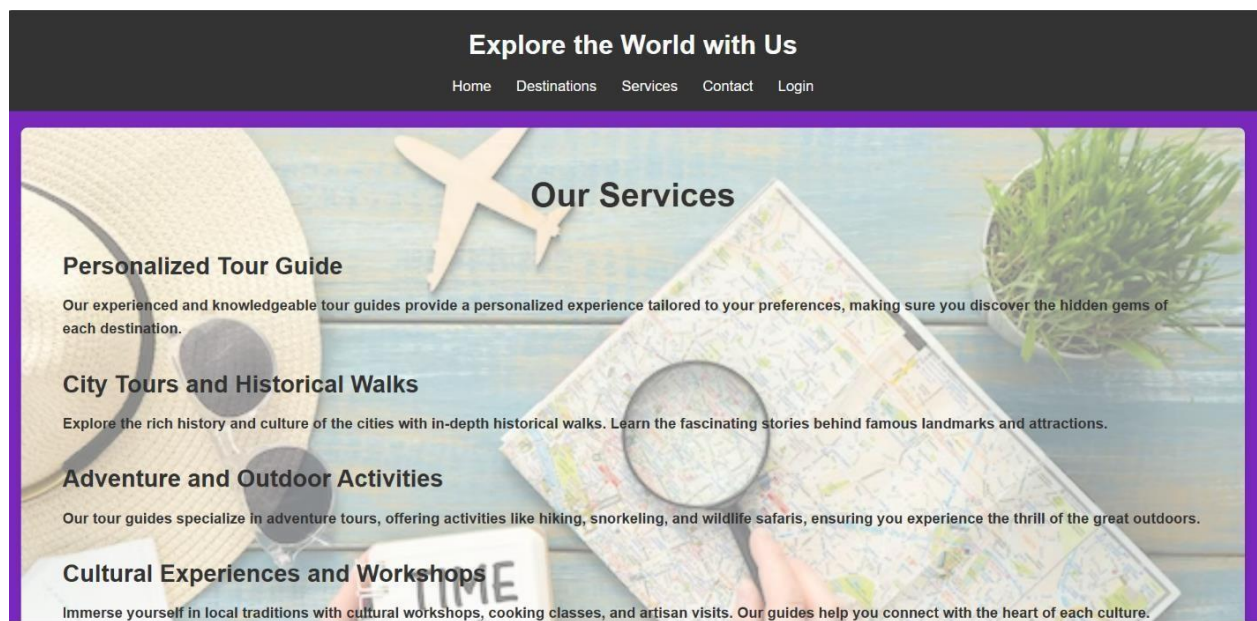 Explore the World with Us
Home Destinations Services Contact Login
Our Services
Personalized Tour Guide
Our experienced and knowledgeable tour guides provide a personalized experience tailored to your preferences, making sure you discover the hidden gems of
each destination.
City Tours and Historical Walks
Explore the rich history and culture of the cities with in-depth historical walks. Learn the fascinating stories behind famous landmarks and attractions.
Adventure and Outdoor Activities
Our tour guides specialize in adventure tours, offering activities like hiking, snorkeling, and wildlife safaris, ensuring you experience the thrill of the great outdoors.
Cultural Experiences and Workshops
TIME
Immerse yourself in local traditions with cultural workshops, cooking classes, and artisan visits. Our guides help you connect with the heart of each culture.